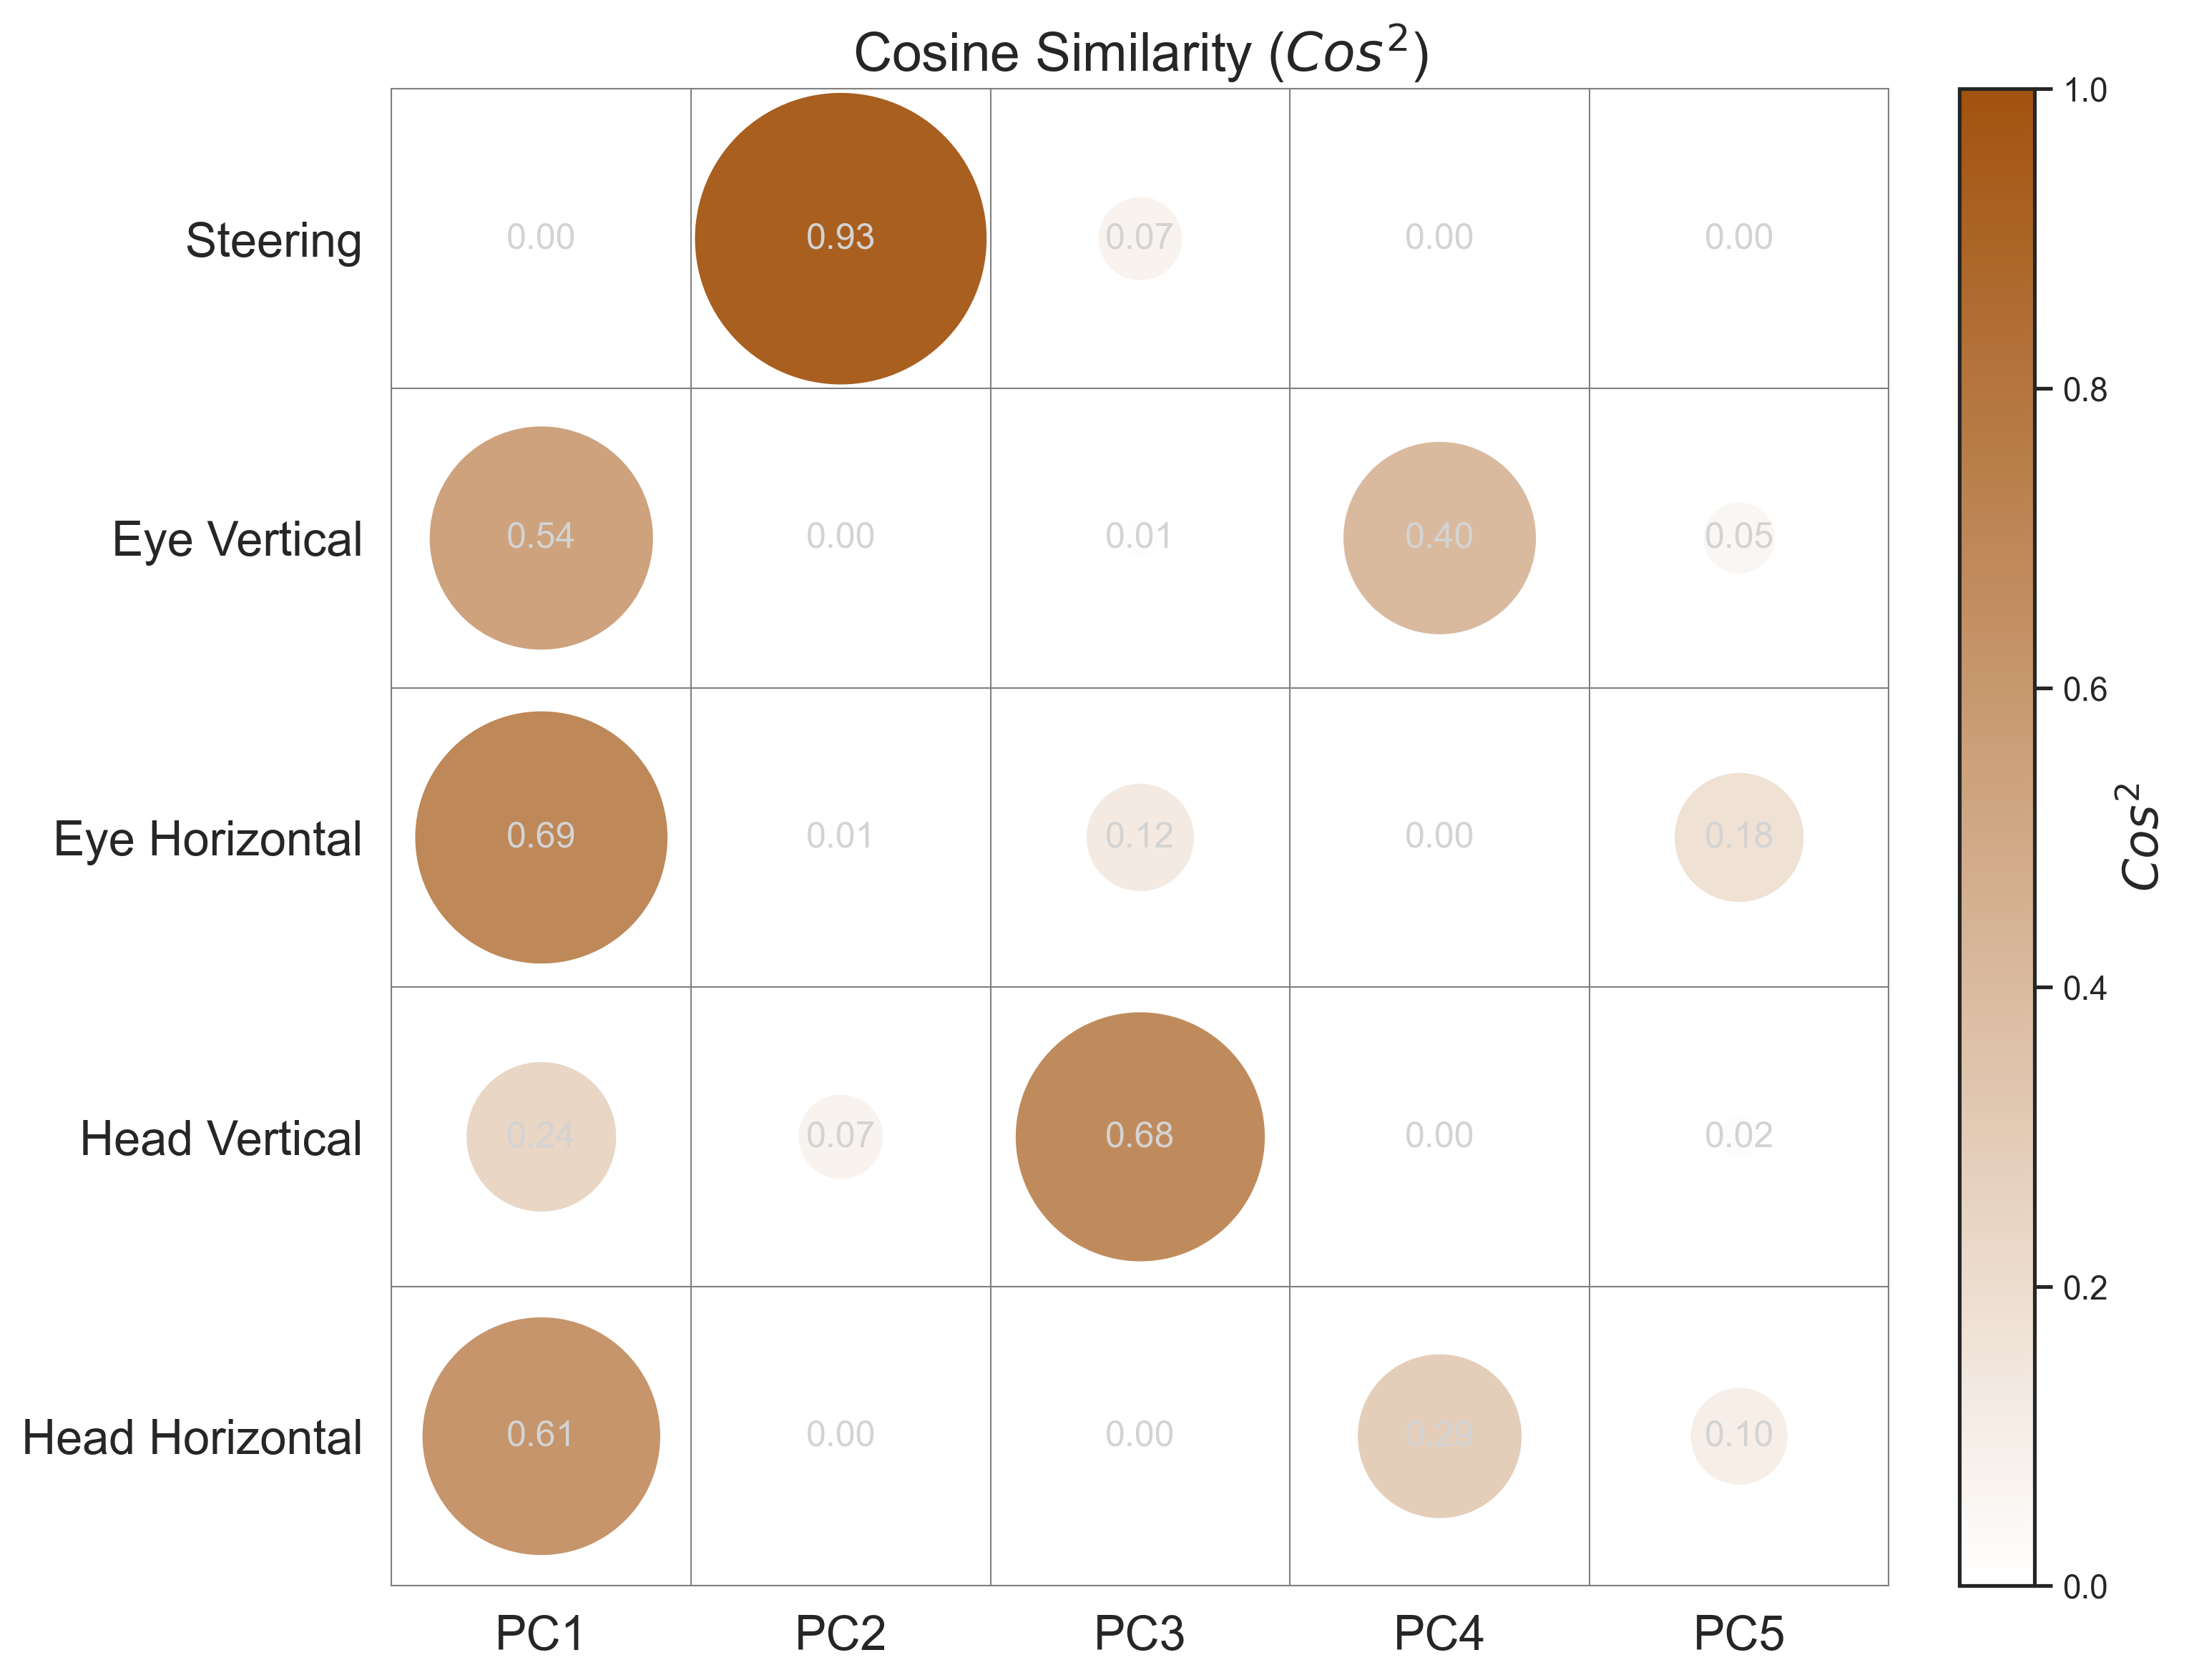 Cosine Similarity (Cos²)
Steering 0.00 0.93 0.07 0.00 0.00
Eye Vertical 0.54 0.00 0.01 0.40 0.05
Eye Horizontal 0.69 0.01 0.12 0.00 0.18
Head Vertical 0.24 0.07 0.68 0.00 0.02
Head Horizontal 0.61 0.00 0.00 0.29 0.10
PC1 PC2 PC3 PC4 PC5
1.0
0.8
0.6
0.4
0.2
0.0
Cos²